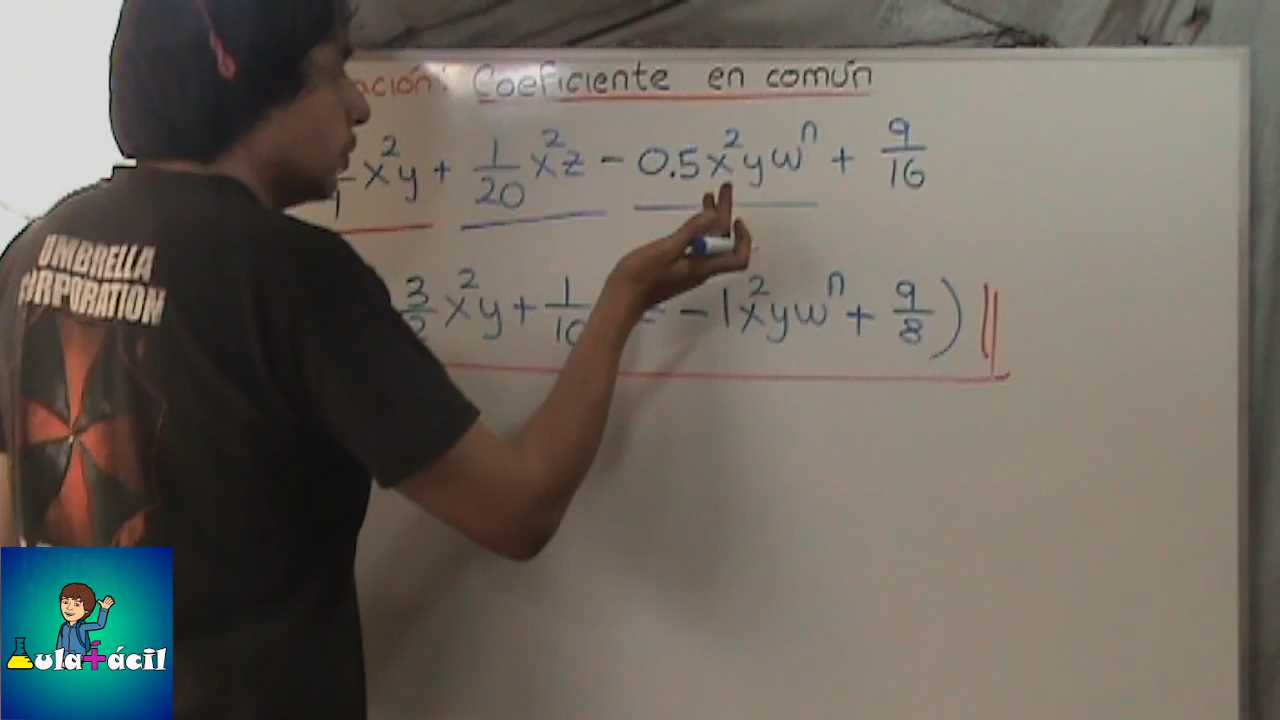 ación: Coeficiente en común
x²y + 1/20 x²z - 0.5x²ywⁿ + 9/16
3/2 x²y + 1/10 - 1x²ywⁿ + 9/8)
UMBRELLA
CORPORATION
Aula+ácil